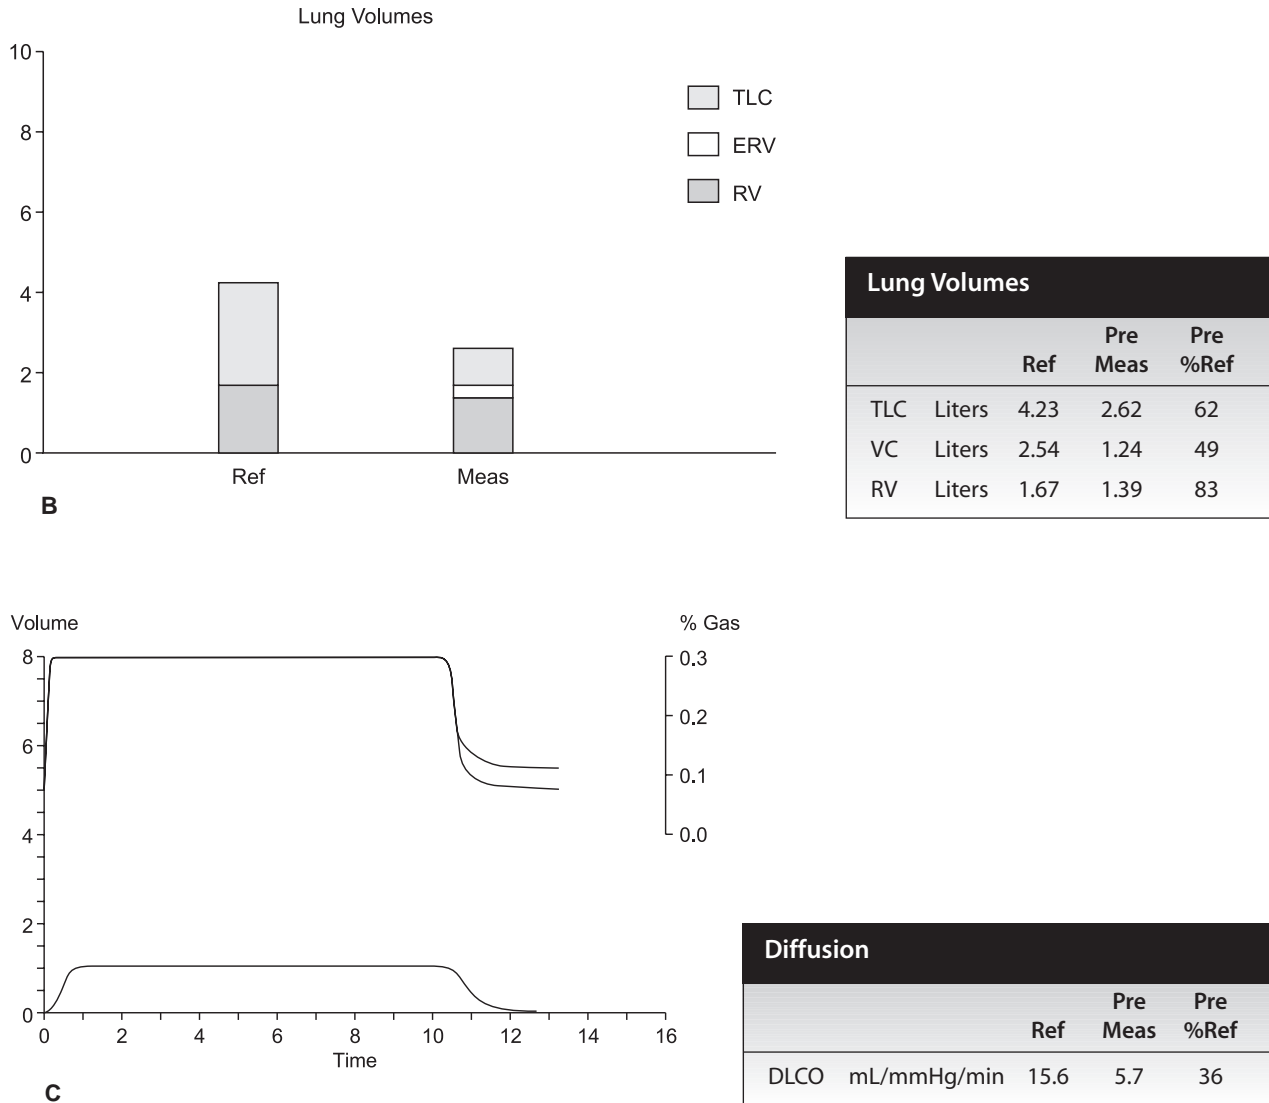 Lung Volumes
10
8
6
4
2
0
Ref
Meas
TLC
ERV
RV
B
Lung Volumes
Ref Pre Meas Pre %Ref
TLC Liters 4.23 2.62 62
VC Liters 2.54 1.24 49
RV Liters 1.67 1.39 83
Volume
8
6
4
2
0
0 2 4 6 8 10 12 14 16
Time
% Gas
0.3
0.2
0.1
0.0
C
Diffusion
Ref Pre Meas Pre %Ref
DLCO mL/mmHg/min 15.6 5.7 36